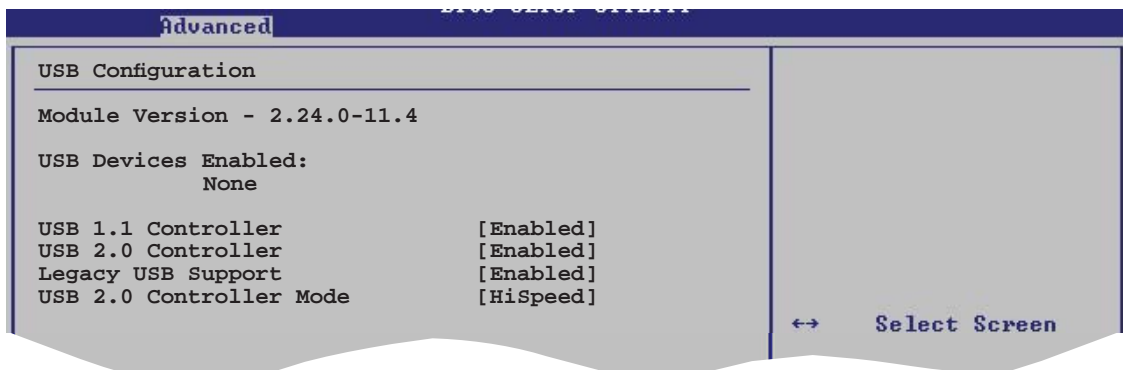 Advanced
USB Configuration
Module Version - 2.24.0-11.4
USB Devices Enabled:
None
USB 1.1 Controller [Enabled]
USB 2.0 Controller [Enabled]
Legacy USB Support [Enabled]
USB 2.0 Controller Mode [HiSpeed]
↔ Select Screen